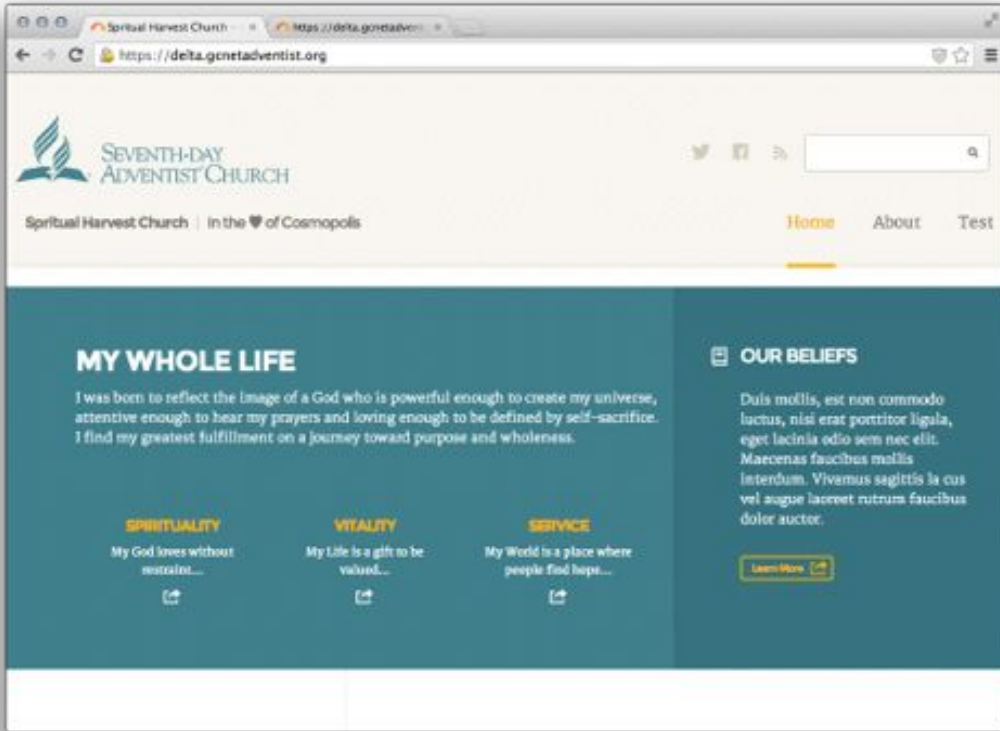 Spritual Harvest Church
https://delta.gcnetadvent
https://delta.gcnetadventist.org
SEVENTH-DAY
ADVENTIST CHURCH
Spritual Harvest Church | In the ♥ of Cosmopolis
Home About Test
MY WHOLE LIFE
I was born to reflect the image of a God who is powerful enough to create my universe,
attentive enough to hear my prayers and loving enough to be defined by self-sacrifice.
I find my greatest fulfillment on a journey toward purpose and wholeness.
SPIRITUALITY
My God loves without
restraint...
VITALITY
My Life is a gift to be
valued...
SERVICE
My World is a place where
people find hope...
OUR BELIEFS
Duis mollis, est non commodo
luctus, nisi erat porttitor ligula,
eget lacinia odio sem nec elit.
Maecenas faucibus mollis
interdum. Vivamus sagittis la cus
vel augue laoreet rutrum faucibus
dolor auctor.
Learn More